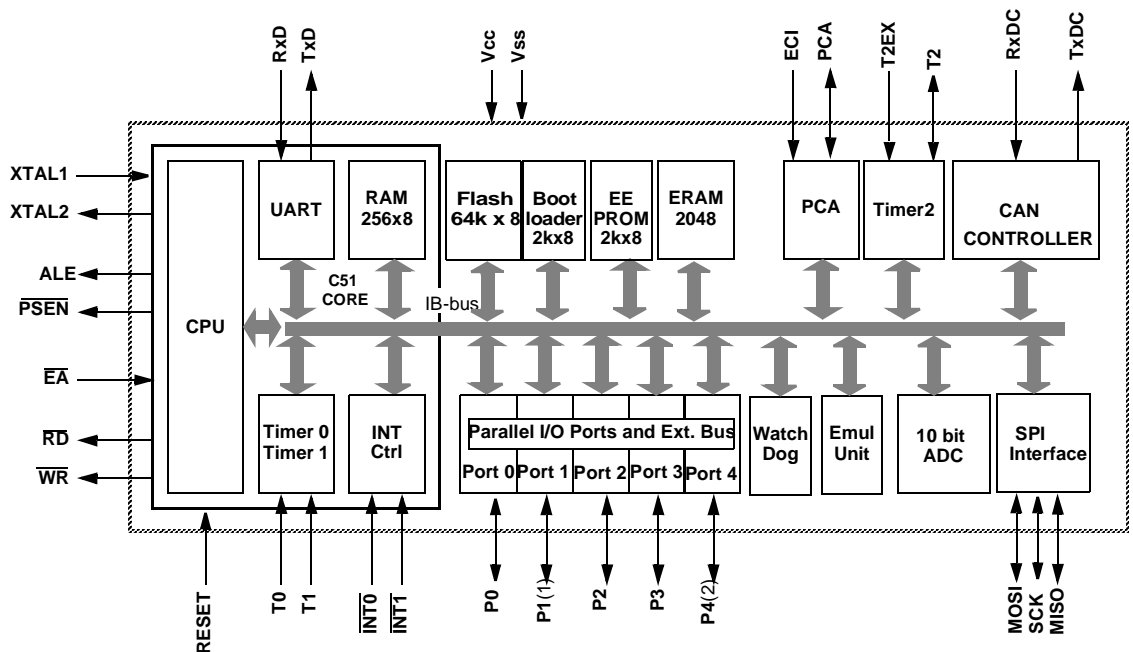 RxD
TxD
Vcc
Vss
ECI
PCA
T2EX
T2
RxDC
TxDC
XTAL1
XTAL2
ALE
PSEN
EA
RD
WR
CPU
UART
RAM
256x8
C51
CORE
IB-bus
Flash
64k x 8
Boot
loader
2kx8
EE
PROM
2kx8
ERAM
2048
PCA
Timer2
CAN
CONTROLLER
Timer 0
Timer 1
INT
Ctrl
Parallel I/O Ports and Ext. Bus
Port 0
Port 1
Port 2
Port 3
Port 4
Watch
Dog
Emul
Unit
10 bit
ADC
SPI
Interface
RESET
T0
T1
INT0
INT1
P0
P1(1)
P2
P3
P4(2)
MOSI
SCK
MISO